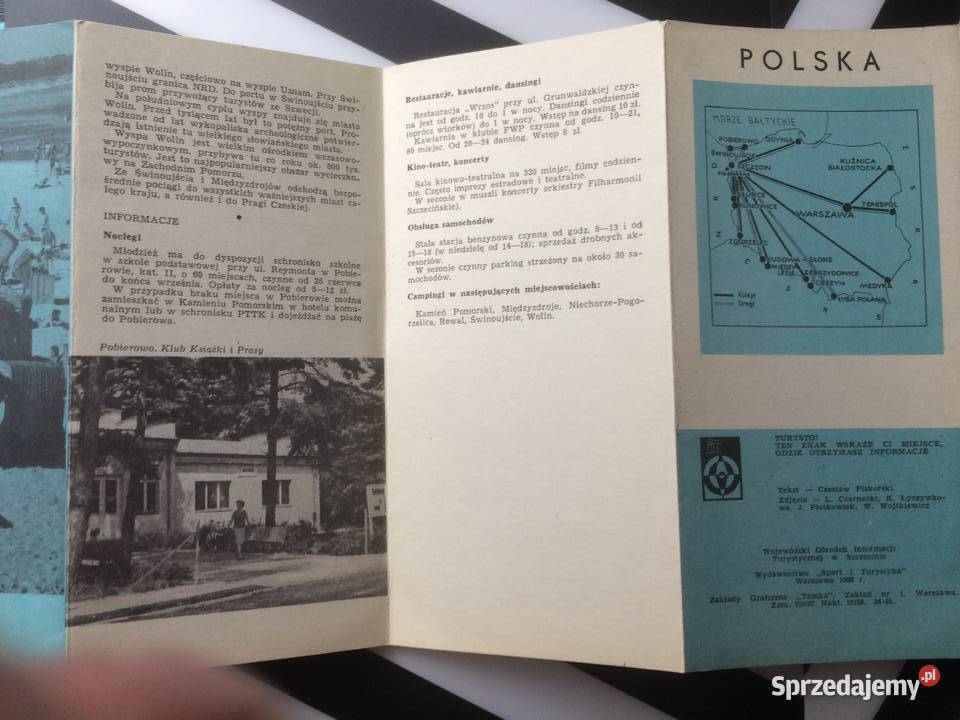 wyspie Wolin, częściowo na wyspie Uznam. Przy Świ-
noujściu granica NRD. Do portu w Świnoujściu przy-
bija prom przywożący turystów ze Szwecji.
Na południowym cyplu wyspy znajduje się miasto
Wolin. Przed tysiącem lat był to potężny port. Pro-
wadzone od lat wykopaliska archeologiczne potwier-
dzają istnienie tu wielkiego słowiańskiego miasta.
Wyspa Wolin jest wielkim ośrodkiem wczasowo-
wypoczynkowym, przybywa tu co roku ok. 800 tys.
turystów. Jest to najpopularniejszy obszar wycieczko-
wy na Zachodnim Pomorzu.
Ze Świnoujścia i Międzyzdrojów odchodzą bezpo-
średnie pociągi do wszystkich ważniejszych miast ca-
łego kraju, a również i do Pragi Czeskiej.
*
INFORMACJE
Noclegi
Młodzież ma do dyspozycji schronisko szkolne
w szkole podstawowej przy ul. Reymonta w Pobie-
rowie, kat. II, o 60 miejscach, czynne od 26 czerwca
do końca września. Opłaty za nocleg od 5—12 zł.
W przypadku braku miejsca w Pobierowie można
zamieszkać w Kamieniu Pomorskim w hotelu komu-
nalnym lub w schronisku PTTK i dojeżdżać na plażę
do Pobierowa.
Pobierowo. Klub Książki i Prasy
Restauracje, kawiarnie, dansingi
Restauracja „Wrzos” przy ul. Grunwaldzkiej czyn-
na jest od godz. 10 do 1 w nocy. Dansingi codziennie
(oprócz wtorków) do 1 w nocy. Wstęp na dansing 10 zł.
Kawiarnia w klubie FWP czynna od godz. 10—21,
80 miejsc. Od 20—24 dansing. Wstęp 8 zł.
Kino-teatr, koncerty
Sala kinowo-teatralna na 320 miejsc, filmy codzien-
nie. Często imprezy estradowe i teatralne.
W sezonie w muszli koncerty orkiestry Filharmonii
Szczecińskiej.
Obsługa samochodów
Stała stacja benzynowa czynna od godz. 8—13 i od
15—18 (w niedzielę od 14—18); sprzedaż drobnych ak-
cesoriów.
W sezonie czynny parking strzeżony na około 30 sa-
mochodów.
Campingi w następujących miejscowościach:
Kamień Pomorski, Międzyzdroje, Niechorze-Pogo-
rzelica, Rewal, Świnoujście, Wolin.
POLSKA
MORZE BAŁTYCKIE
POBIEROWO
GDYNIA
ŚWINOUJŚCIE
SZCZECIN
KUŹNICA
BIAŁOSTOCKA
KUNOWICE
WARSZAWA
TERESPOL
ZGORZELEC
ZEBRZYDOWICE
CIESZYN
MEDYKA
ŁYSA POLANA
Koleje
Drogi
TURYSTO!
TEN ZNAK WSKAŻE CI MIEJSCE,
GDZIE OTRZYMASZ INFORMACJE
Tekst — Czesław Piskorski
Zdjęcia — L. Czarnecki, K. Łyczywko-
wa, J. Płotkowiak, W. Wojtkiewicz
Wojewódzki Ośrodek Informacji
Turystycznej w Szczecinie
Wydawnictwo „Sport i Turystyka”
Warszawa 1968 r.
Zakłady Graficzne „Tamka”, Zakład nr 1, Warszawa.
Sprzedajemy.pl